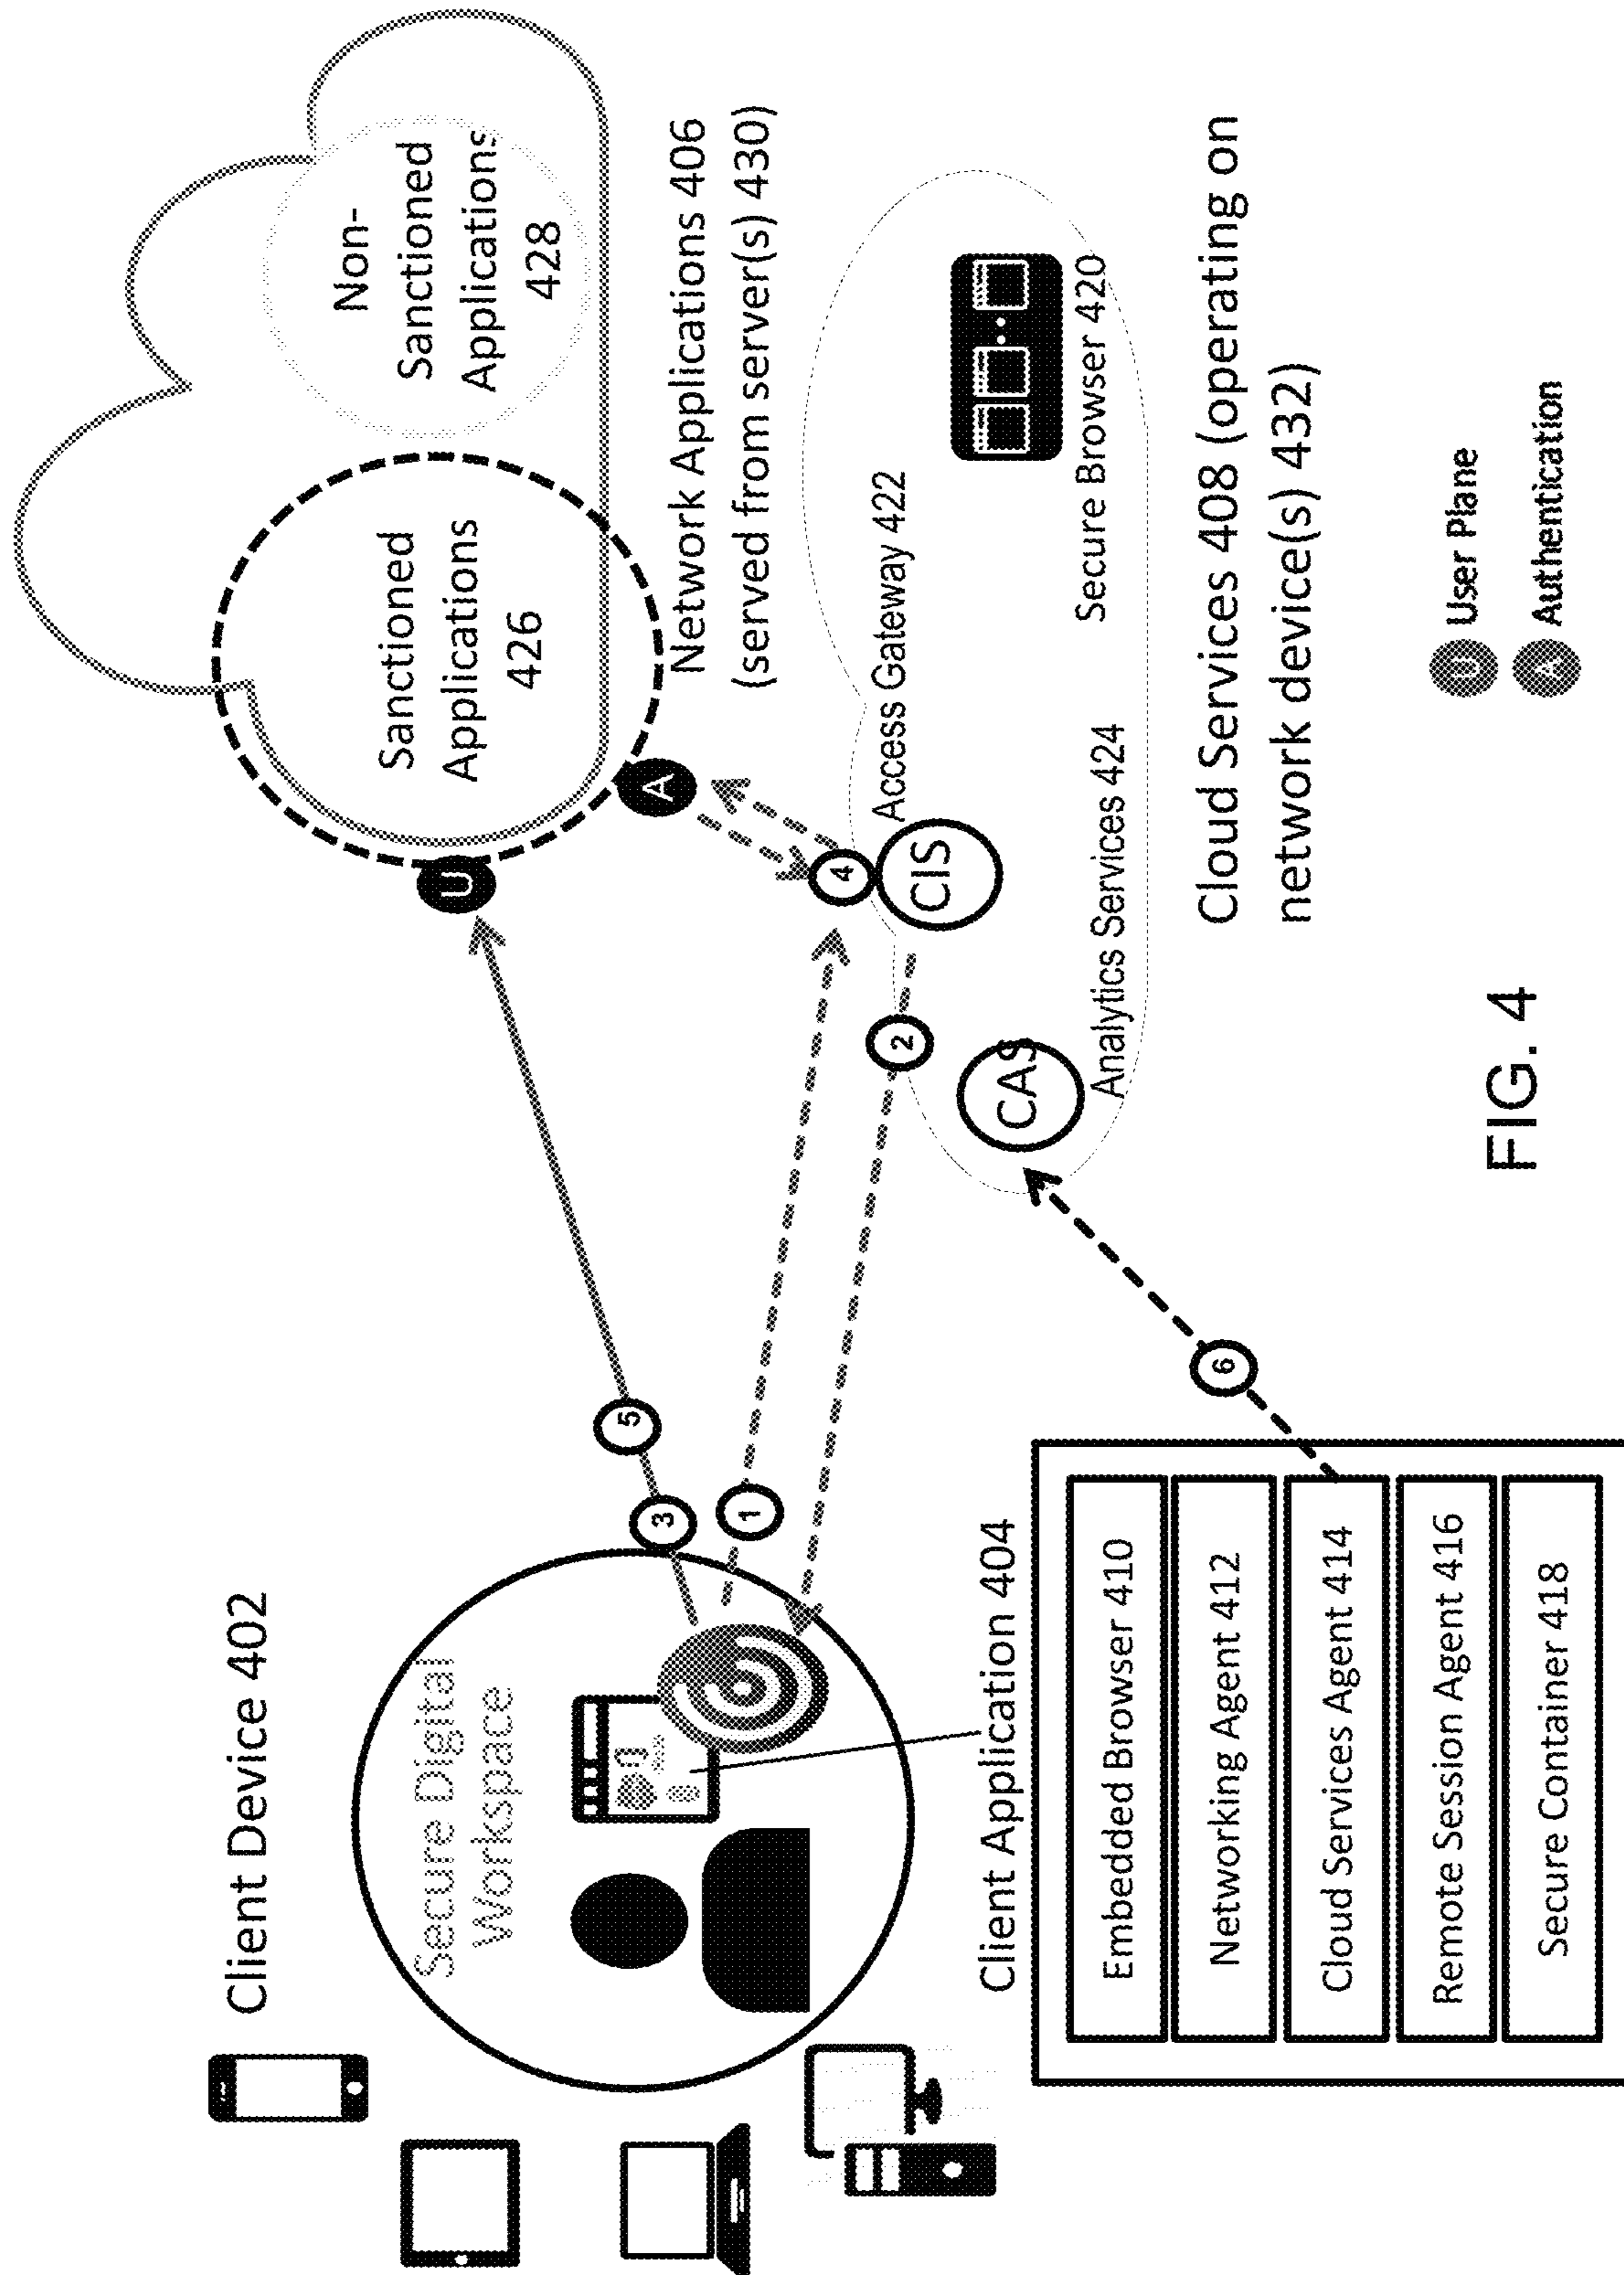 Client Device 402
Secure Digital
Workspace
Client Application 404
Embedded Browser 410
Networking Agent 412
Cloud Services Agent 414
Remote Session Agent 416
Secure Container 418
3
5
1
2
4
6
U
A
Sanctioned
Applications
426
Non-
Sanctioned
Applications
428
Network Applications 406
(served from server(s) 430)
Access Gateway 422
CIS
CAS
Analytics Services 424
Secure Browser 420
Cloud Services 408 (operating on
network device(s) 432)
U User Plane
A Authentication
FIG. 4